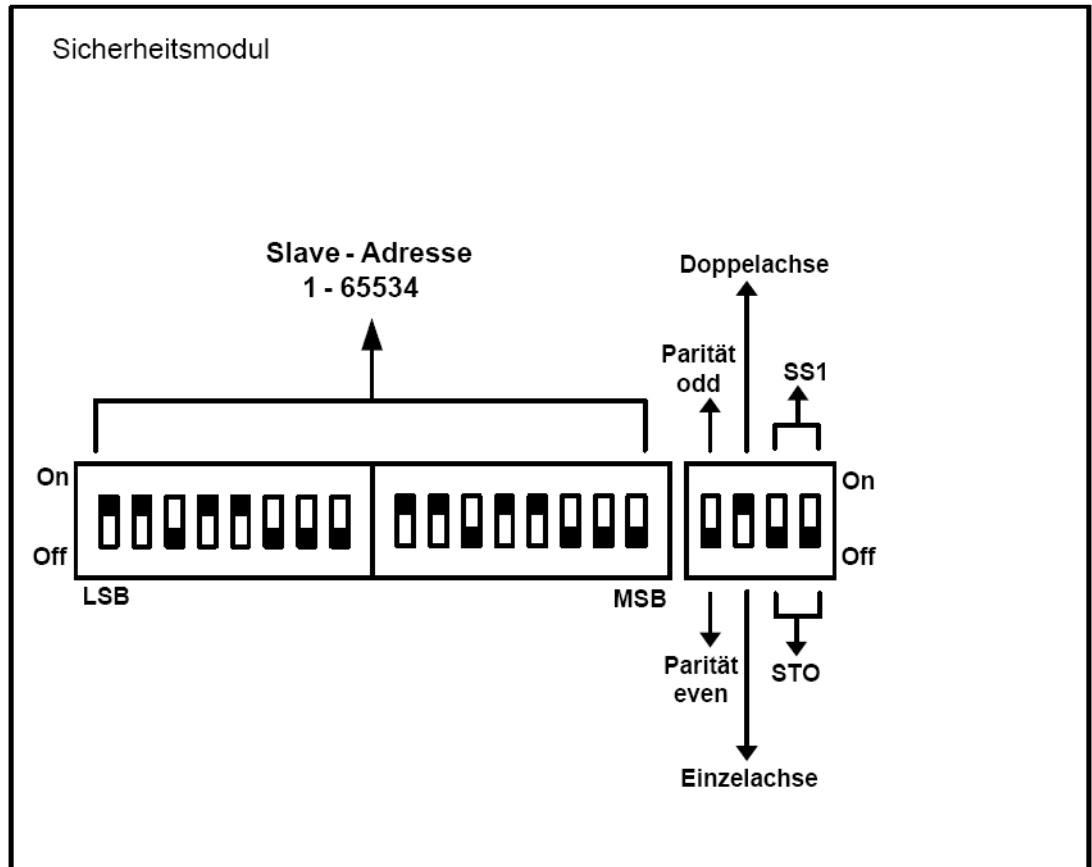 Sicherheitsmodul
Slave - Adresse
1 - 65534
Doppelachse
Parität
odd
SS1
On
On
Off
Off
LSB
MSB
Parität
even
STO
Einzelachse